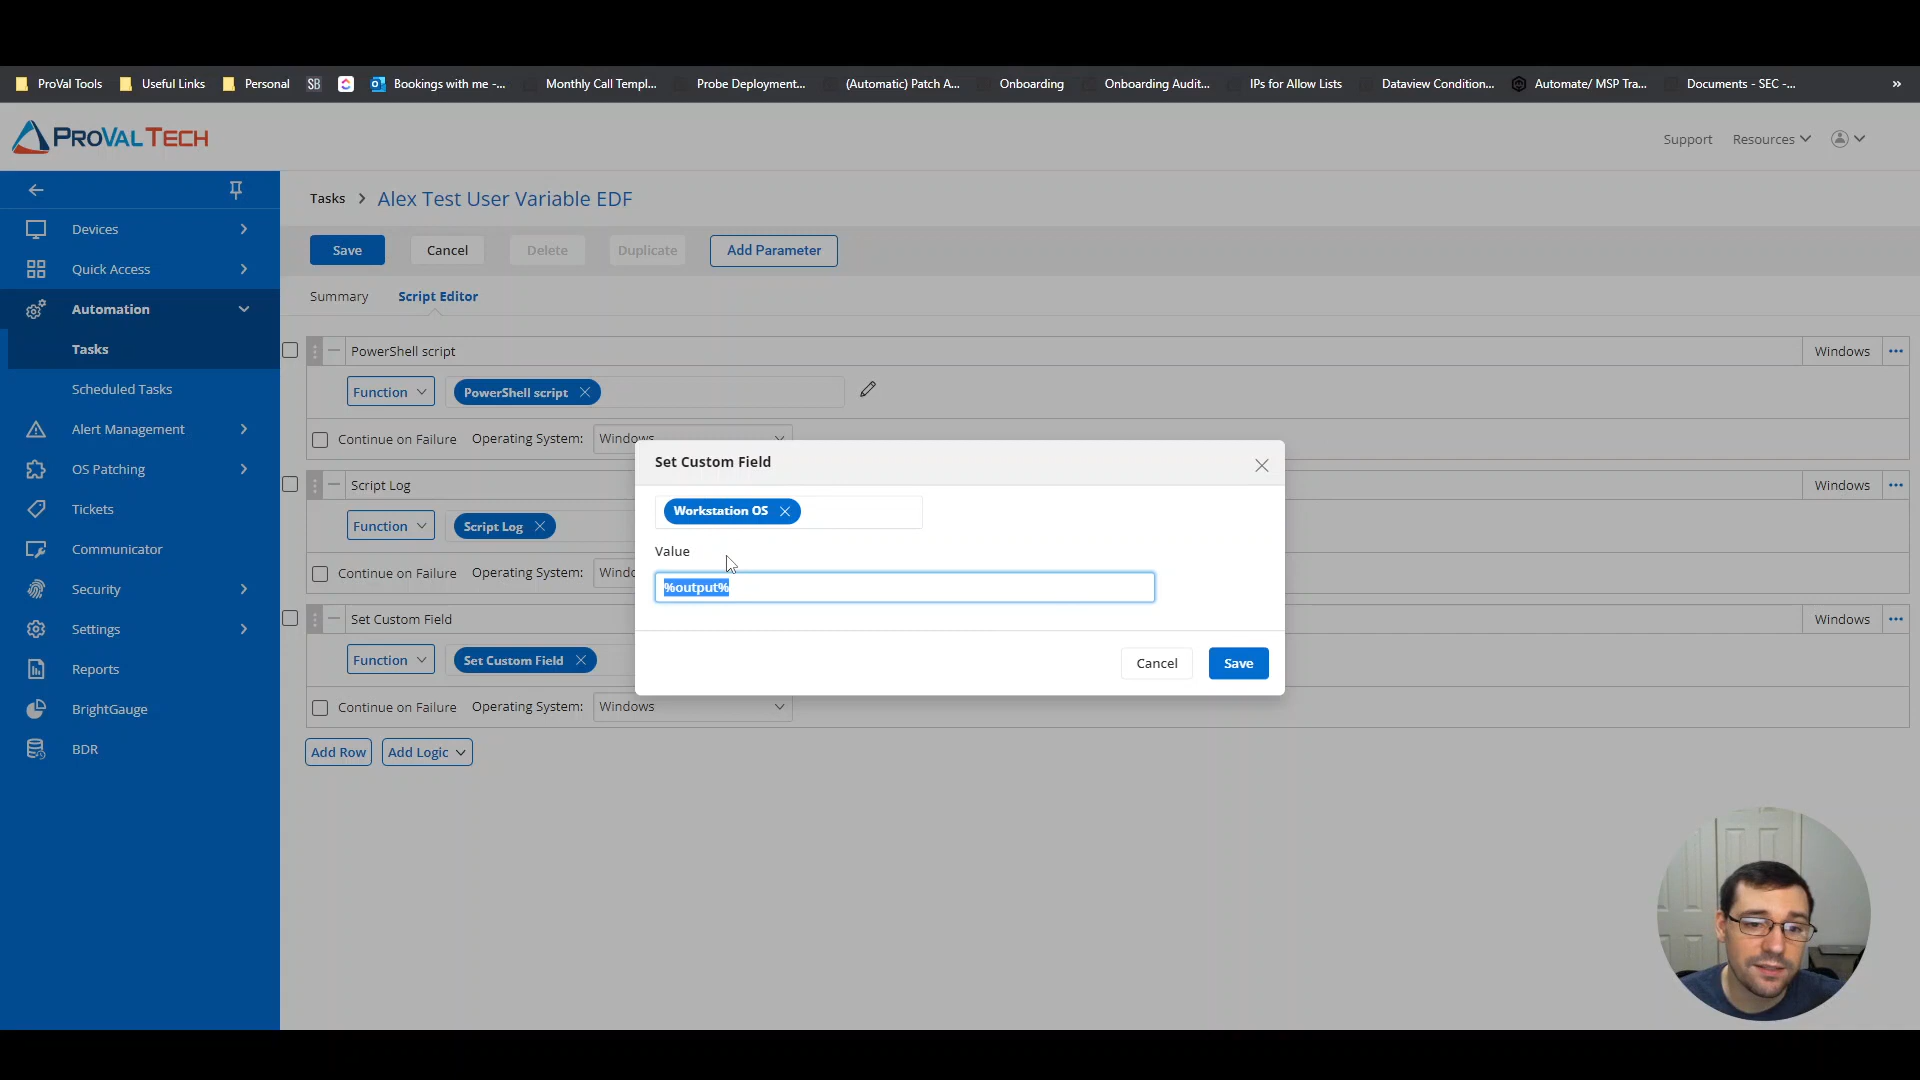 ProVal Tools
Useful Links
Personal
SB
Bookings with me -...
Monthly Call Templ...
Probe Deployment...
(Automatic) Patch A...
Onboarding
Onboarding Audit...
IPs for Allow Lists
Dataview Condition...
Automate/ MSP Tra...
Documents - SEC -...
»
PROVAL TECH
Support
Resources
Devices
Quick Access
Automation
Tasks
Scheduled Tasks
Alert Management
OS Patching
Tickets
Communicator
Security
Settings
Reports
BrightGauge
BDR
Tasks > Alex Test User Variable EDF
Save
Cancel
Delete
Duplicate
Add Parameter
Summary
Script Editor
PowerShell script
Windows
Function
PowerShell script
Continue on Failure
Operating System:
Windows
Script Log
Windows
Function
Script Log
Continue on Failure
Operating System:
Windo
Set Custom Field
Windows
Function
Set Custom Field
Continue on Failure
Operating System:
Windows
Add Row
Add Logic
Set Custom Field
Workstation OS
Value
%output%
Cancel
Save